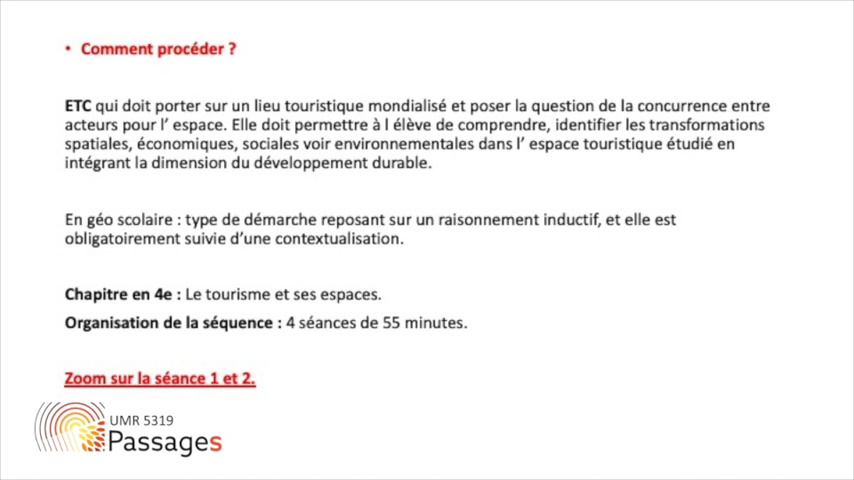 • Comment procéder ?
ETC qui doit porter sur un lieu touristique mondialisé et poser la question de la concurrence entre
acteurs pour l’ espace. Elle doit permettre à l élève de comprendre, identifier les transformations
spatiales, économiques, sociales voir environnementales dans l’ espace touristique étudié en
intégrant la dimension du développement durable.
En géo scolaire : type de démarche reposant sur un raisonnement inductif, et elle est
obligatoirement suivie d’une contextualisation.
Chapitre en 4e : Le tourisme et ses espaces.
Organisation de la séquence : 4 séances de 55 minutes.
Zoom sur la séance 1 et 2.
UMR 5319
Passages